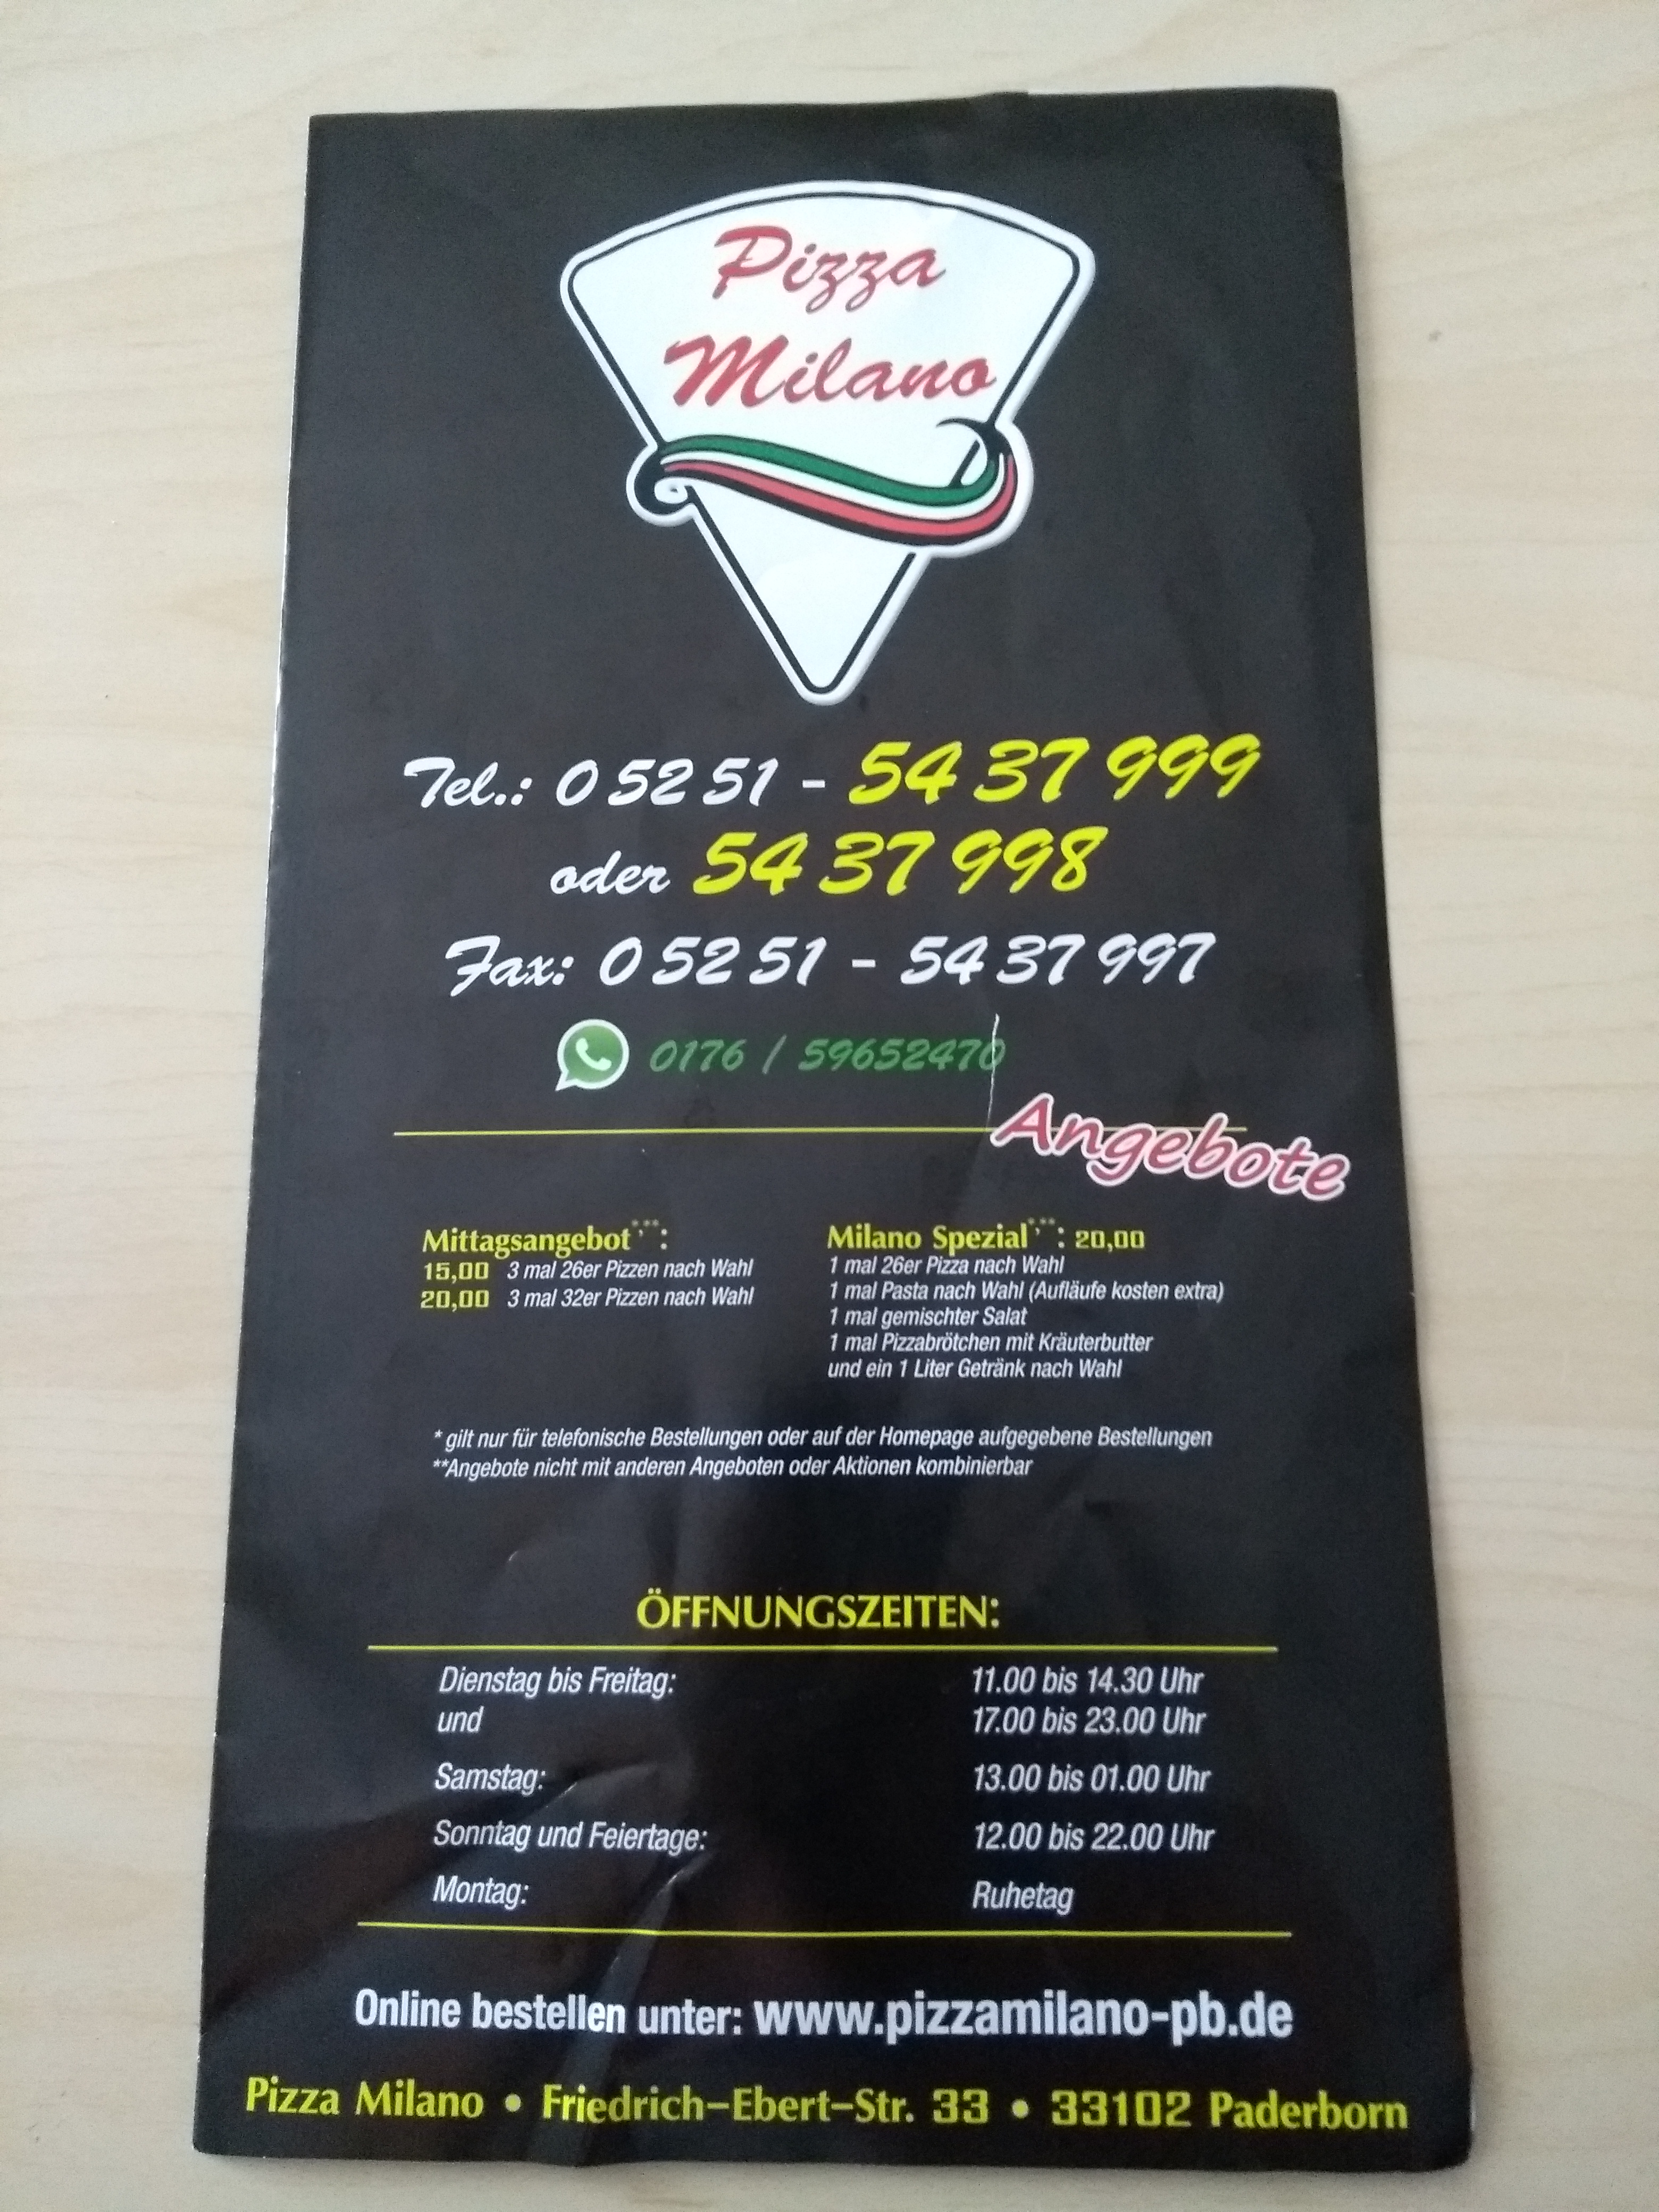 Pizza
Milano
Tel.: 0 52 51 - 54 37 999
oder 54 37 998
Fax: 0 52 51 - 54 37 997
0176 / 59652470
Angebote
Mittagsangebot*,**:
15,00 3 mal 26er Pizzen nach Wahl
20,00 3 mal 32er Pizzen nach Wahl
Milano Spezial*,**: 20,00
1 mal 26er Pizza nach Wahl
1 mal Pasta nach Wahl (Aufläufe kosten extra)
1 mal gemischter Salat
1 mal Pizzabrötchen mit Kräuterbutter
und ein 1 Liter Getränk nach Wahl
* gilt nur für telefonische Bestellungen oder auf der Homepage aufgegebene Bestellungen
**Angebote nicht mit anderen Angeboten oder Aktionen kombinierbar
ÖFFNUNGSZEITEN:
Dienstag bis Freitag: 11.00 bis 14.30 Uhr
und 17.00 bis 23.00 Uhr
Samstag: 13.00 bis 01.00 Uhr
Sonntag und Feiertage: 12.00 bis 22.00 Uhr
Montag: Ruhetag
Online bestellen unter: www.pizzamilano-pb.de
Pizza Milano • Friedrich-Ebert-Str. 33 • 33102 Paderborn